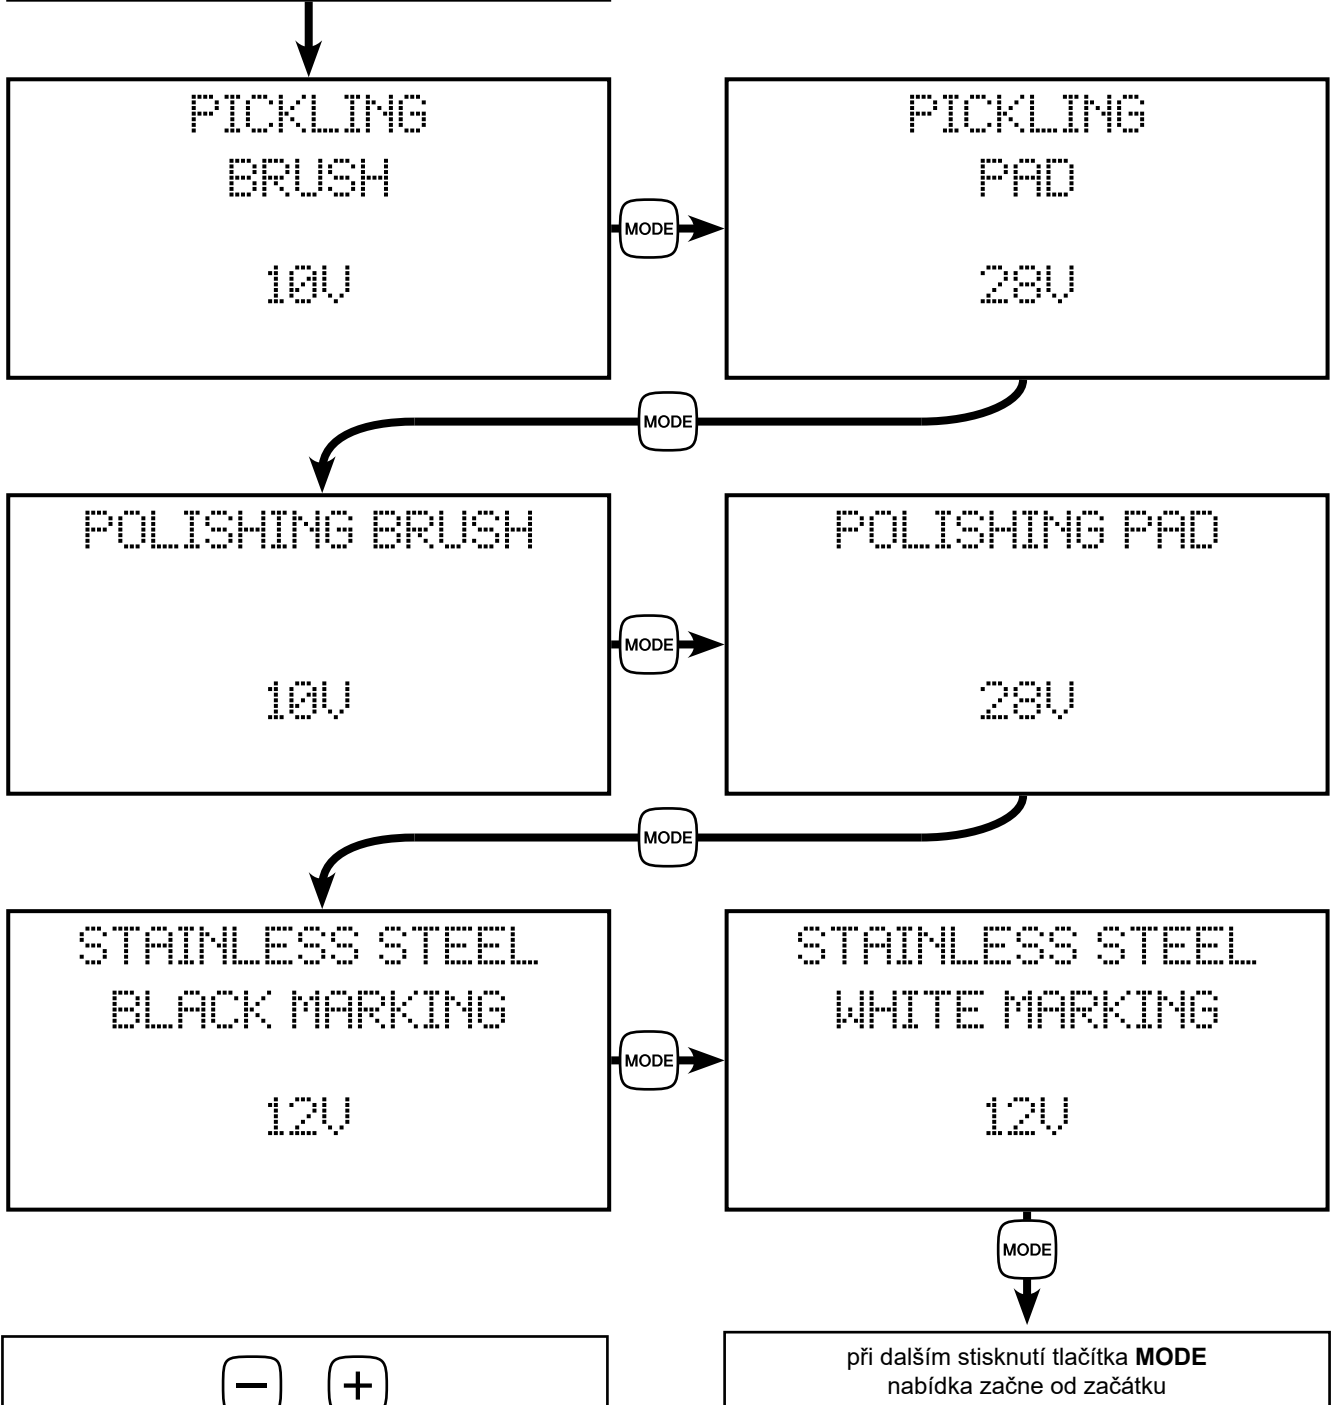 PICKLING
BRUSH
10V
MODE
PICKLING
PAD
28V
MODE
POLISHING BRUSH
10V
MODE
POLISHING PAD
28V
MODE
STAINLESS STEEL
BLACK MARKING
12V
MODE
STAINLESS STEEL
WHITE MARKING
12V
MODE
− +
při dalším stisknutí tlačítka MODE
nabídka začne od začátku